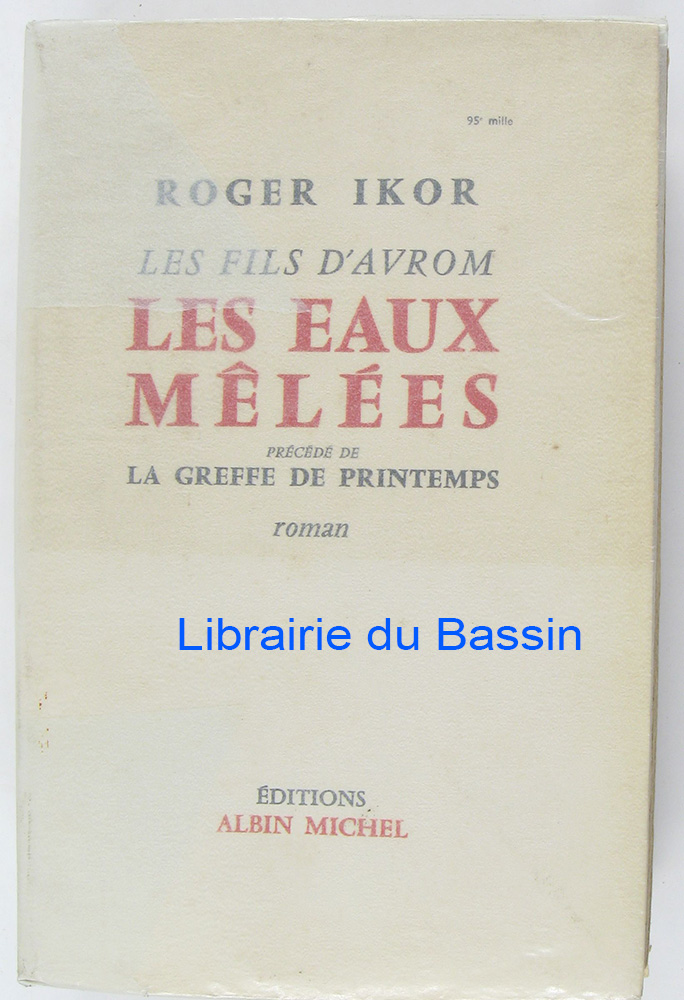 95e mille
ROGER IKOR
LES FILS D'AVROM
LES EAUX
MÊLÉES
PRÉCÉDÉ DE
LA GREFFE DE PRINTEMPS
roman
Librairie du Bassin
ÉDITIONS
ALBIN MICHEL